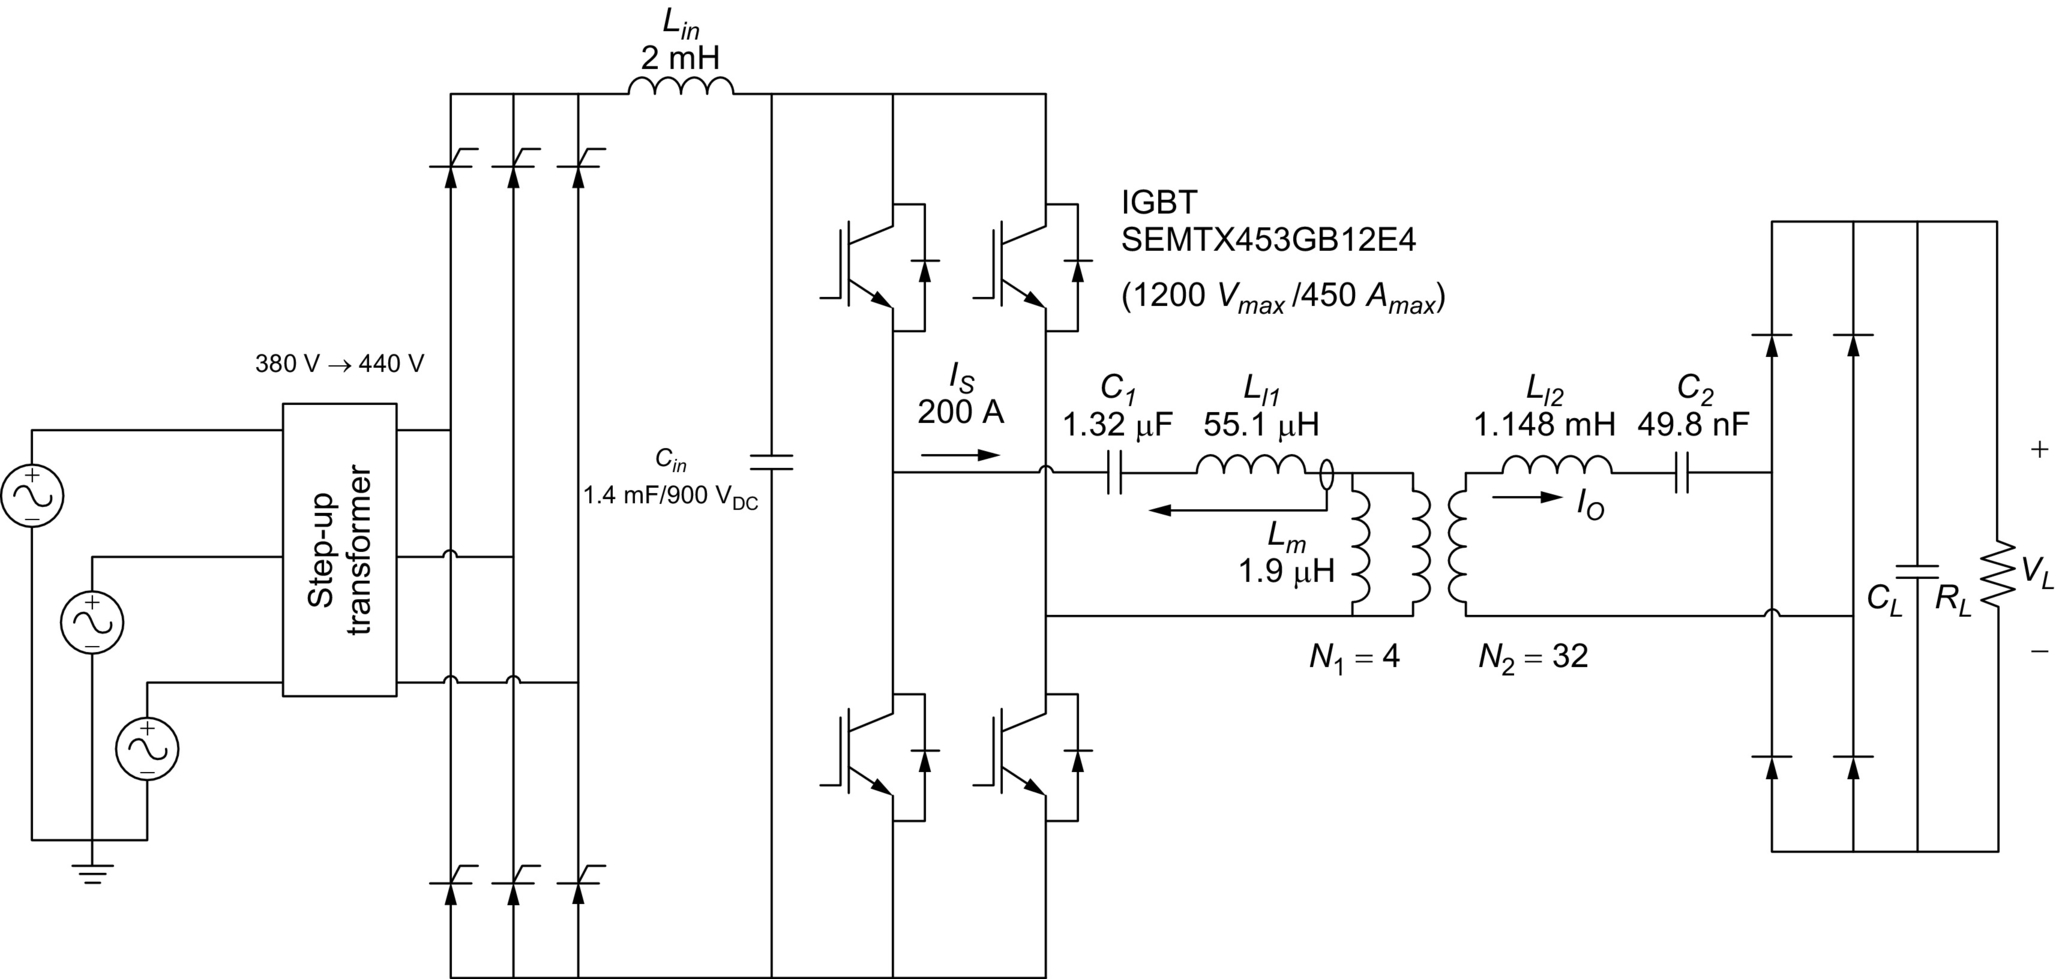 L_in
2 mH
IGBT
SEMTX453GB12E4
(1200 V_max /450 A_max)
380 V → 440 V
Step-up
transformer
C_in
1.4 mF/900 V_DC
I_S
200 A
C_1
1.32 μF
L_l1
55.1 μH
L_m
1.9 μH
L_l2
1.148 mH
C_2
49.8 nF
I_O
N_1 = 4
N_2 = 32
C_L
R_L
+
V_L
−
+
−
+
−
+
−